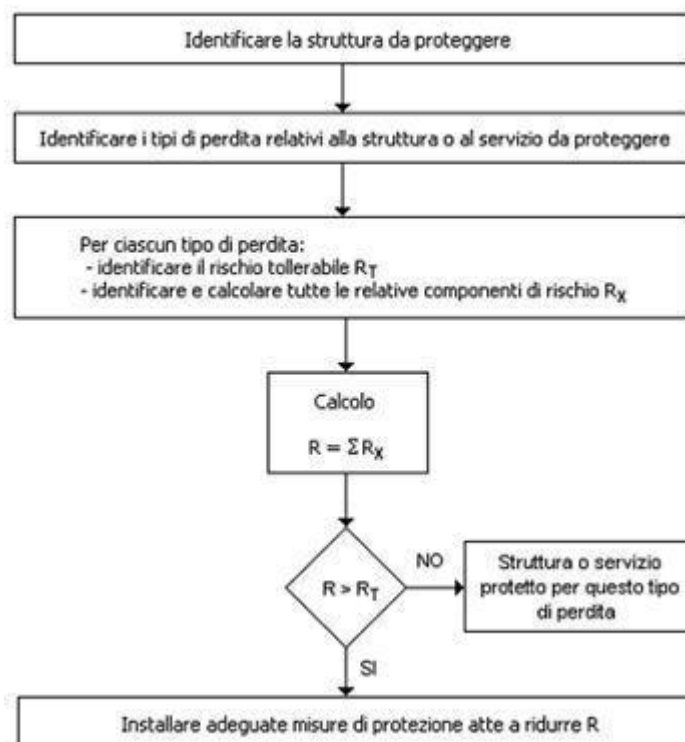 Identificare la struttura da proteggere
Identificare i tipi di perdita relativi alla struttura o al servizio da proteggere
Per ciascun tipo di perdita:
- identificare il rischio tollerabile RT
- identificare e calcolare tutte le relative componenti di rischio RX
Calcolo
R = ΣRX
R > RT
NO
Struttura o servizio
protetto per questo tipo
di perdita
SI
Installare adeguate misure di protezione atte a ridurre R